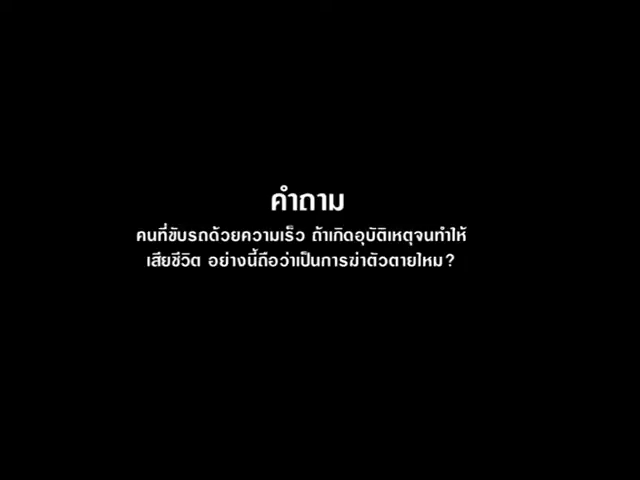 คำถาม
คนที่ขับรถด้วยความเร็ว ถ้าเกิดอุบัติเหตุจนทำให้
เสียชีวิต อย่างนี้ถือว่าเป็นการฆ่าตัวตายไหม?